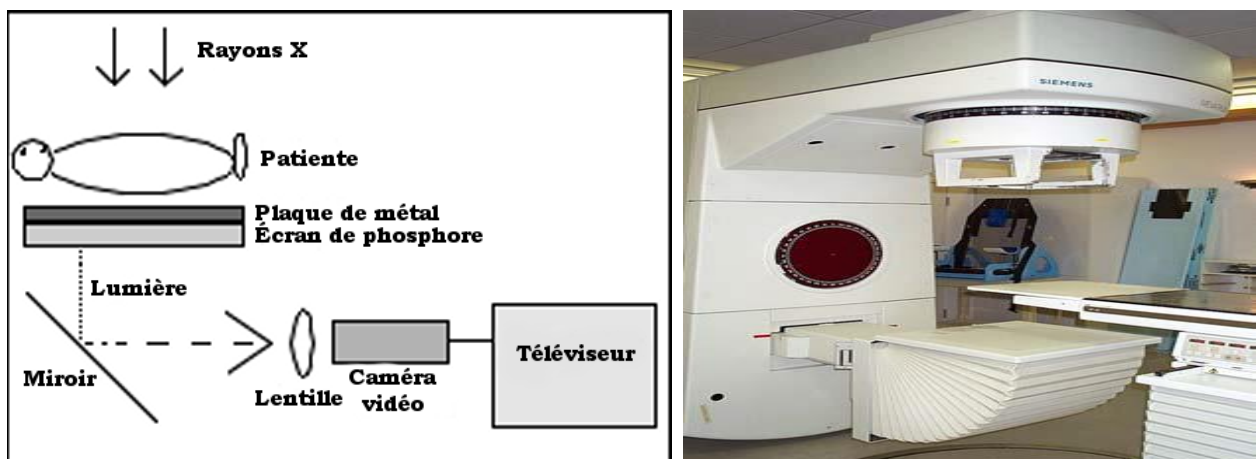 Rayons X
Patiente
Plaque de métal
Écran de phosphore
Lumière
Miroir
Lentille
Caméra
vidéo
Téléviseur
SIEMENS